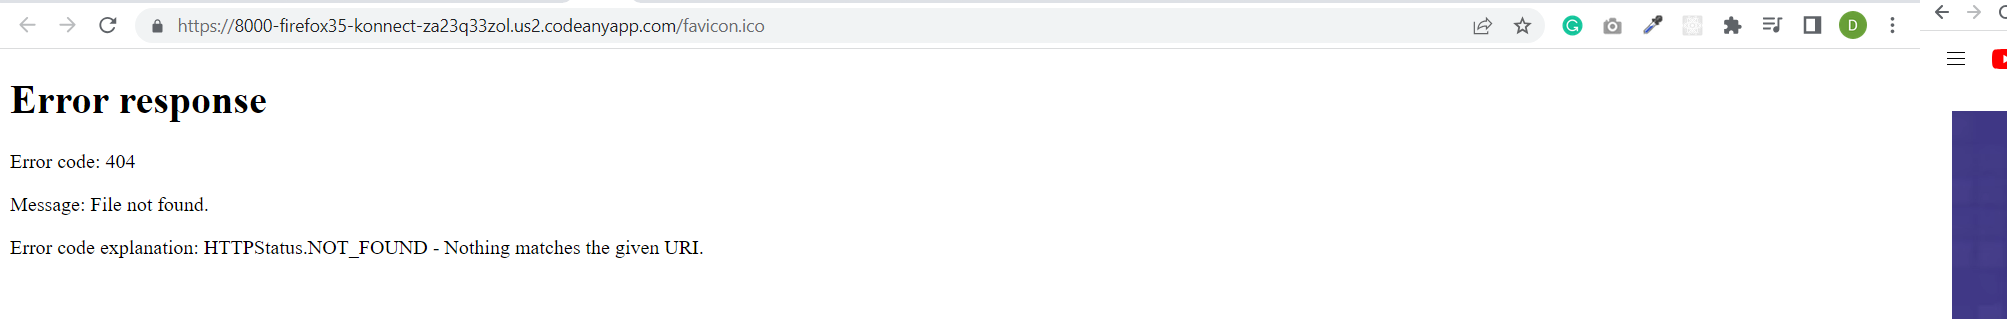 https://8000-firefox35-konnect-za23q33zol.us2.codeanyapp.com/favicon.ico
D
Error response
Error code: 404
Message: File not found.
Error code explanation: HTTPStatus.NOT_FOUND - Nothing matches the given URI.